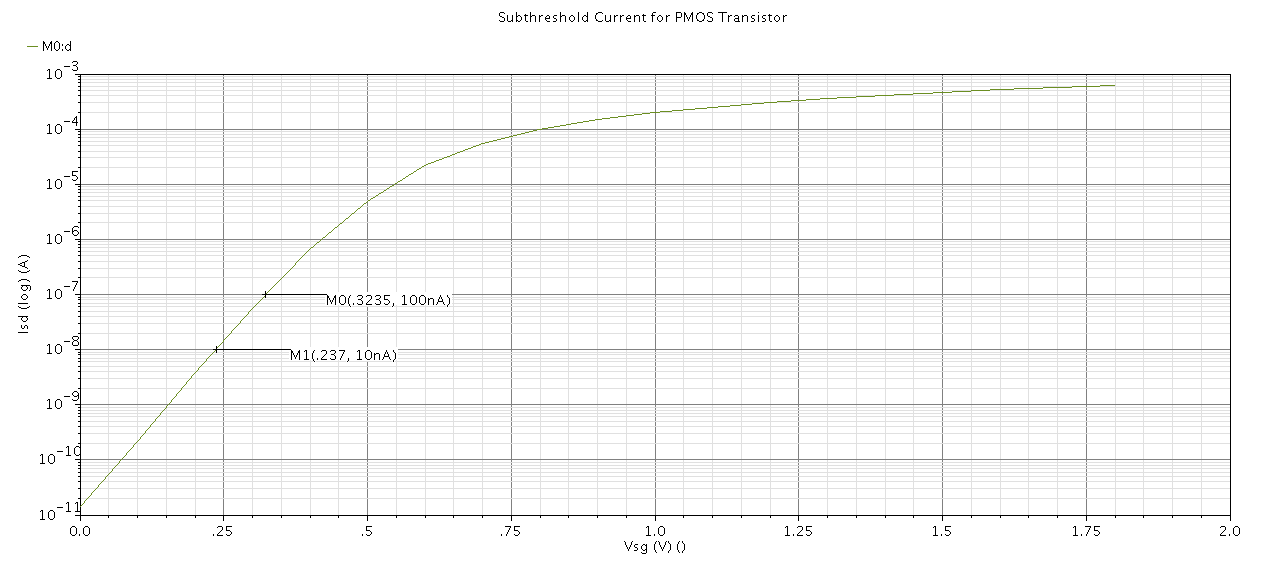 Subthreshold Current for PMOS Transistor
M0:d
10−3
10−4
10−5
10−6
10−7
10−8
10−9
10−10
10−11
Isd (log) (A)
M0(.3235, 100nA)
M1(.237, 10nA)
0.0 .25 .5 .75 1.0 1.25 1.5 1.75 2.0
Vsg (V) ()